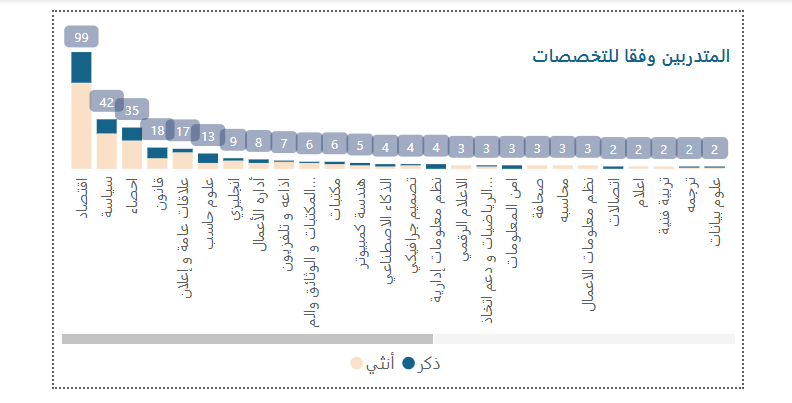 المتدربين وفقا للتخصصات
99
42
35
18
17
13
9
8
7
6
6
5
4
4
4
3
3
3
3
3
3
2
2
2
2
2
اقتصاد
سياسة
احصاء
قانون
علاقات عامة و إعلان
علوم حاسب
انجليزي
أداره الأعمال
اذاعه و تلفزيون
المكتبات و الوثائق والم...
مكتبات
هندسة كمبيوتر
الذكاء الاصطناعي
تصميم جرافيكي
نظم معلومات إدارية
الاعلام الرقمي
الرياضيات و دعم اتخاذ...
امن المعلومات
صحافة
محاسبه
نظم معلومات الاعمال
اتصالات
اعلام
تربية فنية
ترجمه
علوم بيانات
ذكر
أنثي